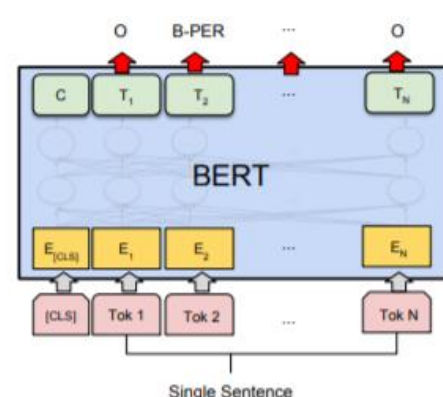 O B-PER ... O
C T1 T2 ... TN
BERT
E[CLS] E1 E2 ... EN
[CLS] Tok 1 Tok 2 ... Tok N
Single Sentence